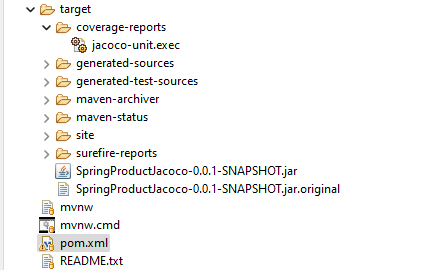 target
coverage-reports
jacoco-unit.exec
generated-sources
generated-test-sources
maven-archiver
maven-status
site
surefire-reports
SpringProductJacoco-0.0.1-SNAPSHOT.jar
SpringProductJacoco-0.0.1-SNAPSHOT.jar.original
mvnw
mvnw.cmd
pom.xml
README.txt